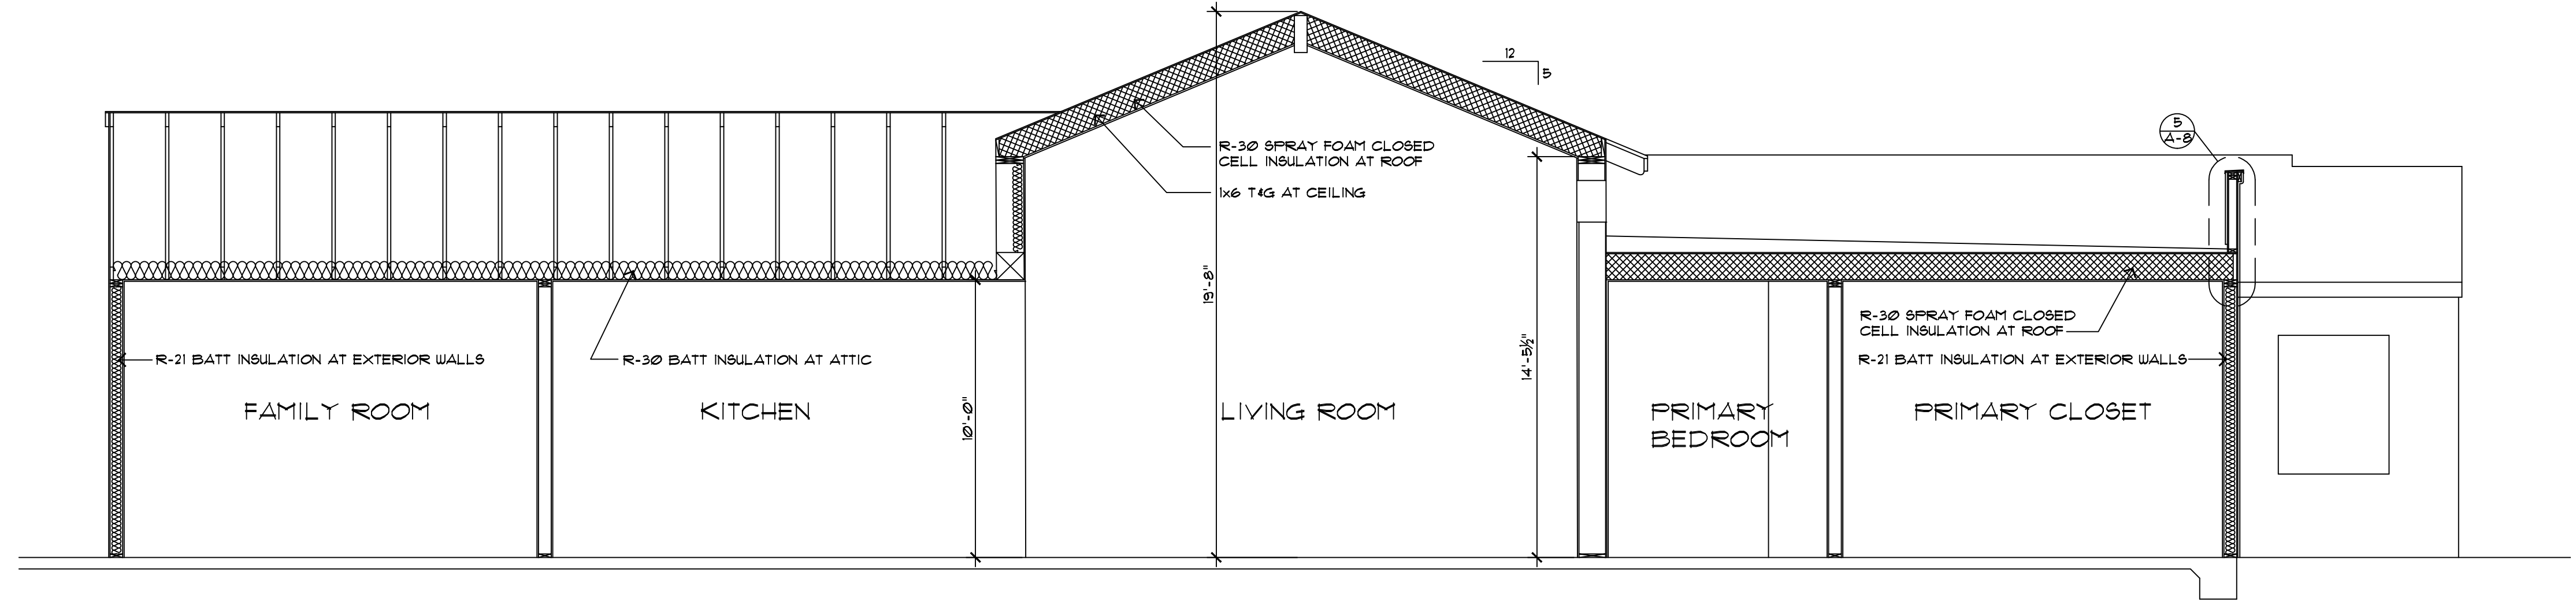 12
5
5
A-8
R-30 SPRAY FOAM CLOSED
CELL INSULATION AT ROOF
1x6 T&G AT CEILING
19'-8"
R-30 SPRAY FOAM CLOSED
CELL INSULATION AT ROOF
14'-5½"
R-21 BATT INSULATION AT EXTERIOR WALLS
R-30 BATT INSULATION AT ATTIC
R-21 BATT INSULATION AT EXTERIOR WALLS
10'-0"
FAMILY ROOM
KITCHEN
LIVING ROOM
PRIMARY
BEDROOM
PRIMARY CLOSET